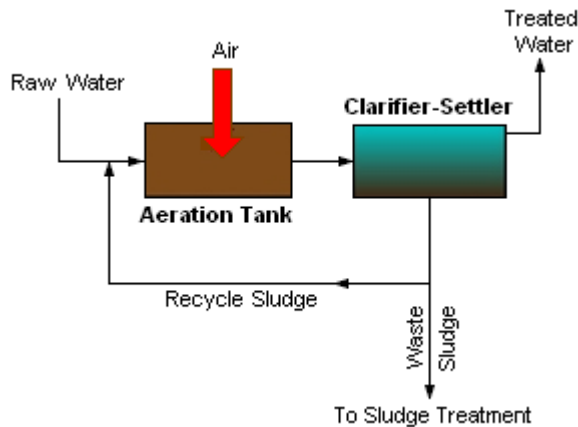 Treated
Water
Air
Raw Water
Clarifier-Settler
Aeration Tank
Recycle Sludge
Waste
Sludge
To Sludge Treatment